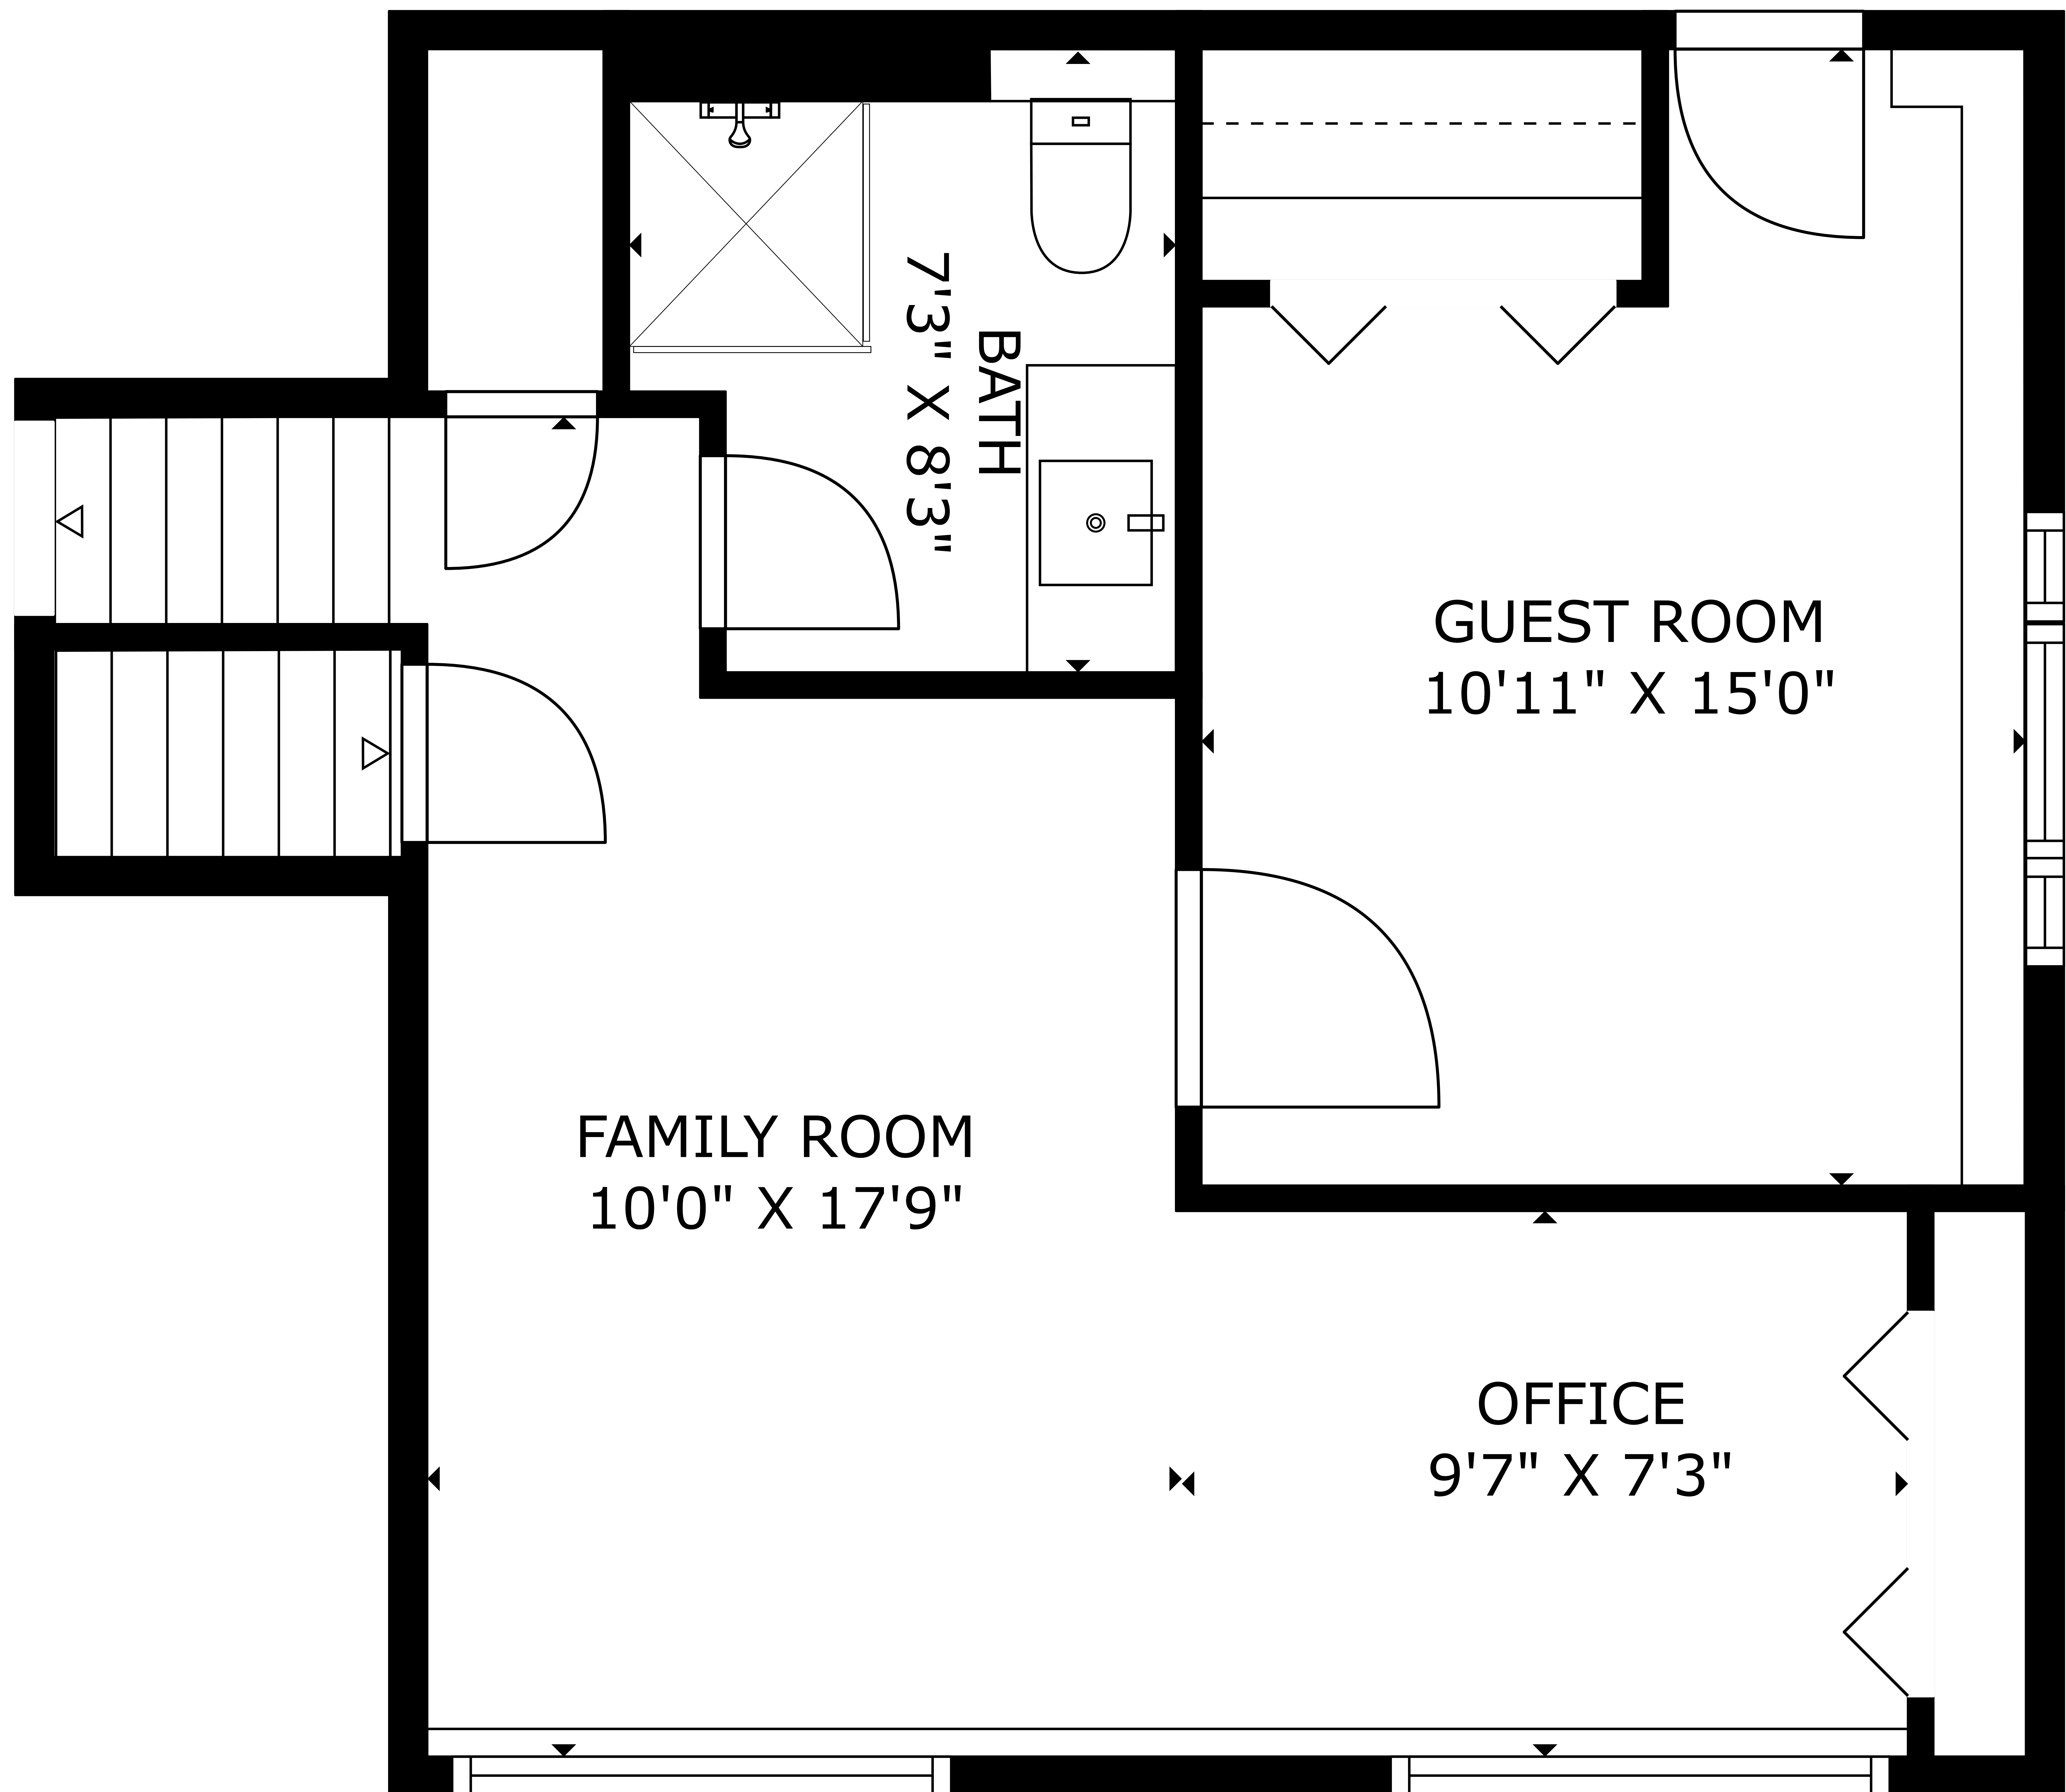 BATH
7'3" X 8'3"
GUEST ROOM
10'11" X 15'0"
FAMILY ROOM
10'0" X 17'9"
OFFICE
9'7" X 7'3"